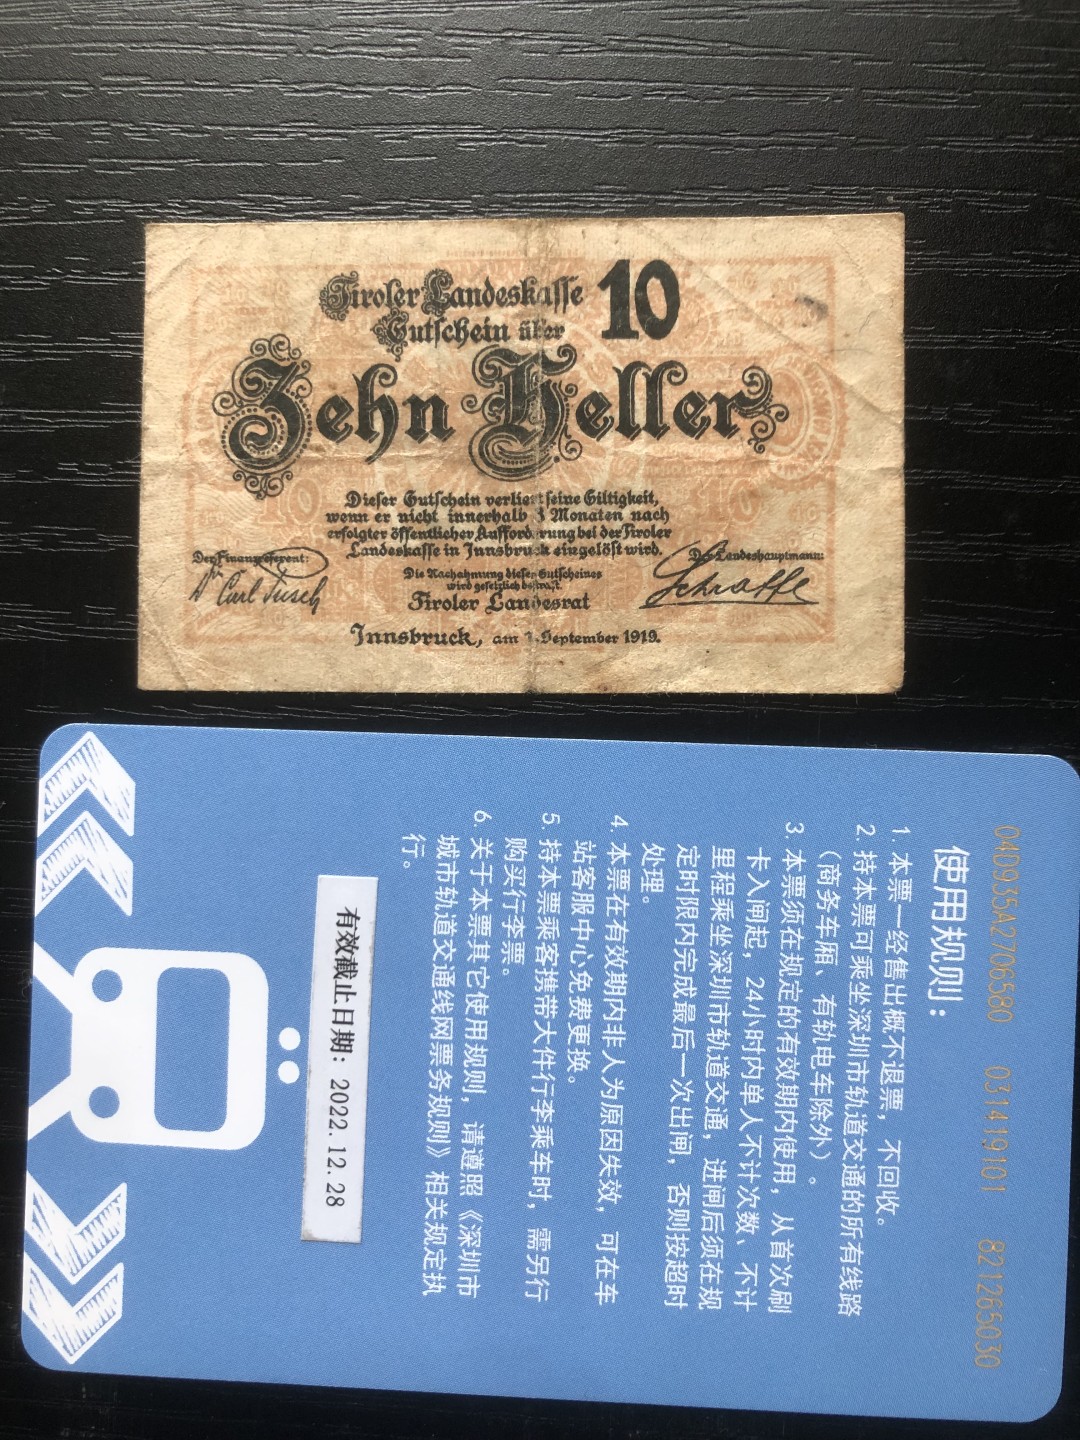 Tiroler Landeskasse 10
Gutschein über
Zehn Heller
Dieser Gutschein verliert seine Giltigkeit,
wenn er nicht innerhalb 3 Monaten nach
erfolgter öffentlicher Aufforderung bei der Tiroler
Landeskasse in Innsbruck eingelöst wird.
Der Finanzreferent:
Dr Carl Pusch
Der Landeshauptmann:
Schraffl
Die Nachahmung dieses Gutscheines
wird gesetzlich bestraft.
Tiroler Landesrat
Innsbruck, am 1. September 1919.
10
10
04D935A2706580 031419101 821265030
使用规则：
1. 本票一经售出概不退票，不回收。
2. 持本票可乘坐深圳市轨道交通的所有线路
（商务车厢、有轨电车除外）。
3. 本票须在规定的有效期内使用，从首次刷
卡入闸起，24小时内单人不计次数、不计
里程乘坐深圳市轨道交通，进闸后须在规
定时限内完成最后一次出闸，否则按超时
处理。
4. 本票在有效期内非人为原因失效，可在车
站客服中心免费更换。
5. 持本票乘客携带大件行李乘车时，需另行
购买行李票。
6. 关于本票其它使用规则，请遵照《深圳市
城市轨道交通线网票务规则》相关规定执
行。
有效截止日期：2022.12.28